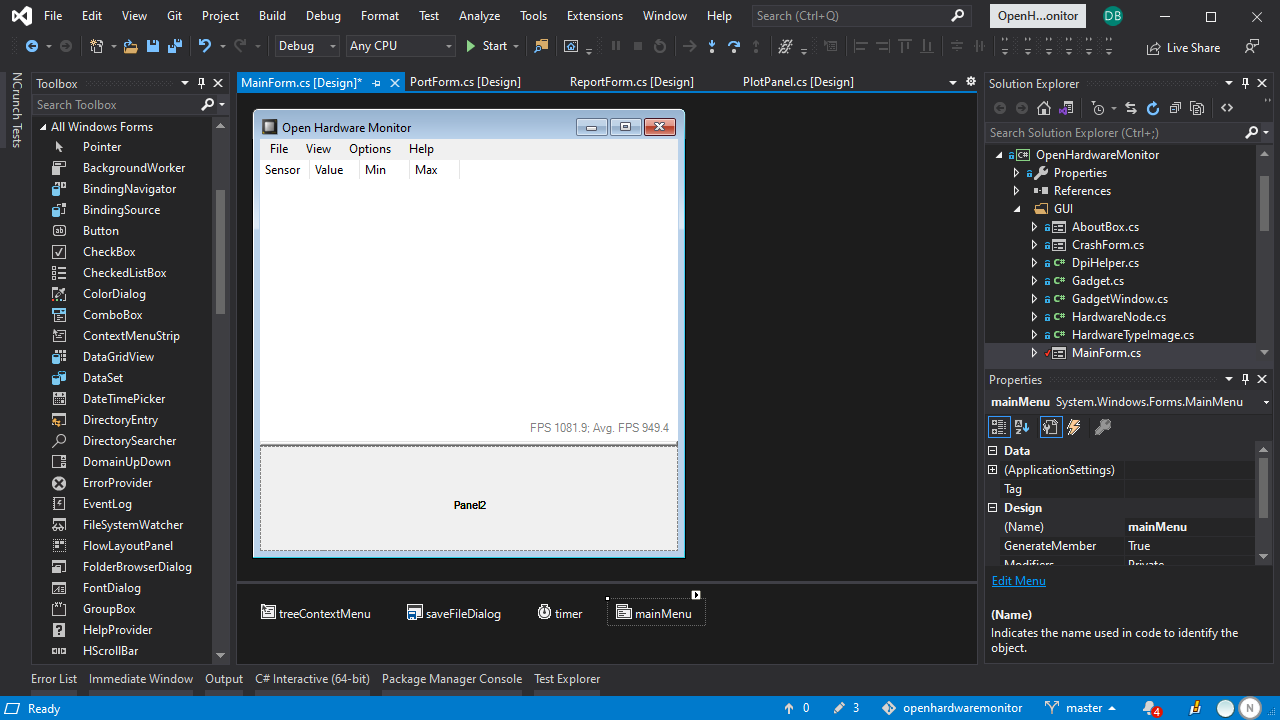 File Edit View Git Project Build Debug Format Test Analyze Tools Extensions Window Help Search (Ctrl+Q) OpenH...onitor DB
Debug Any CPU Start Live Share
NCrunch Tests
Toolbox
Search Toolbox
All Windows Forms
Pointer
BackgroundWorker
BindingNavigator
BindingSource
Button
CheckBox
CheckedListBox
ColorDialog
ComboBox
ContextMenuStrip
DataGridView
DataSet
DateTimePicker
DirectoryEntry
DirectorySearcher
DomainUpDown
ErrorProvider
EventLog
FileSystemWatcher
FlowLayoutPanel
FolderBrowserDialog
FontDialog
GroupBox
HelpProvider
HScrollBar
MainForm.cs [Design]* PortForm.cs [Design] ReportForm.cs [Design] PlotPanel.cs [Design]
Open Hardware Monitor
File View Options Help
Sensor Value Min Max
FPS 1081.9; Avg. FPS 949.4
Panel2
treeContextMenu saveFileDialog timer mainMenu
Solution Explorer
Search Solution Explorer (Ctrl+;)
OpenHardwareMonitor
Properties
References
GUI
AboutBox.cs
CrashForm.cs
DpiHelper.cs
Gadget.cs
GadgetWindow.cs
HardwareNode.cs
HardwareTypeImage.cs
MainForm.cs
Properties
mainMenu System.Windows.Forms.MainMenu
Data
(ApplicationSettings)
Tag
Design
(Name) mainMenu
GenerateMember True
Modifiers Private
Edit Menu
(Name)
Indicates the name used in code to identify the
object.
Error List Immediate Window Output C# Interactive (64-bit) Package Manager Console Test Explorer
Ready 0 3 openhardwaremonitor master 4 N